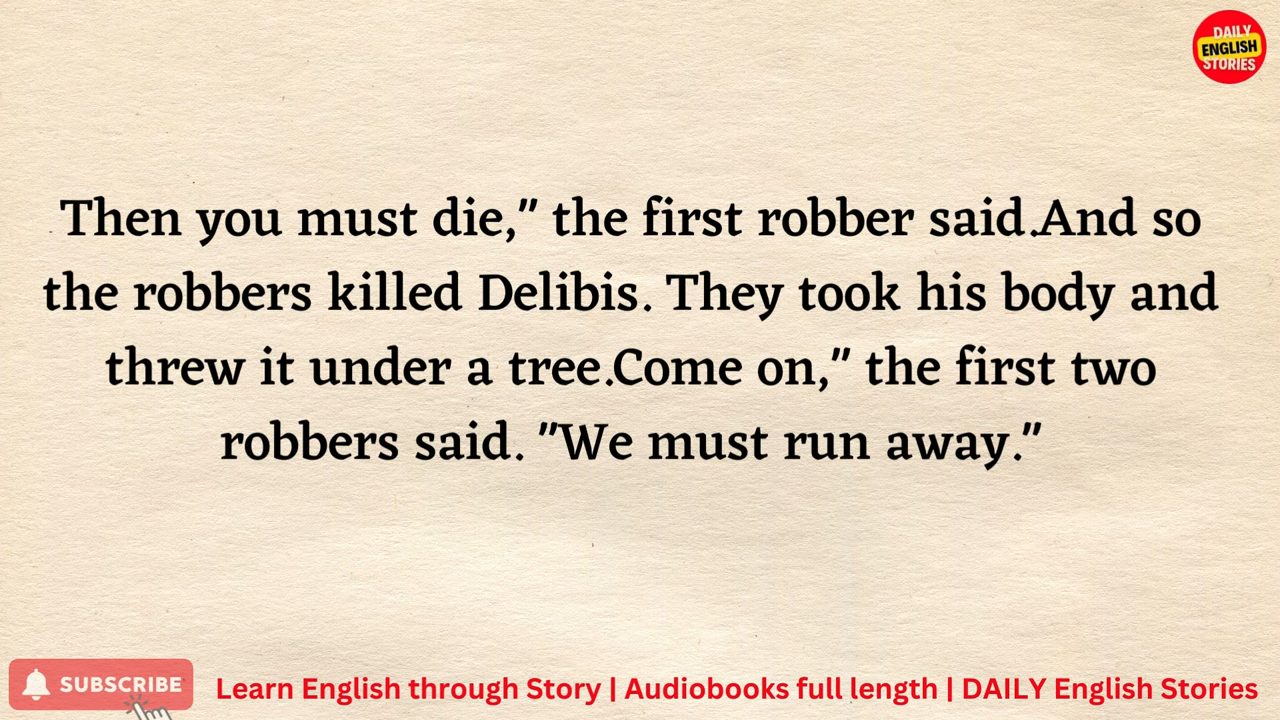 DAILY
ENGLISH
STORIES
Then you must die," the first robber said.And so
the robbers killed Delibis. They took his body and
threw it under a tree.Come on," the first two
robbers said. "We must run away."
SUBSCRIBE
Learn English through Story | Audiobooks full length | DAILY English Stories